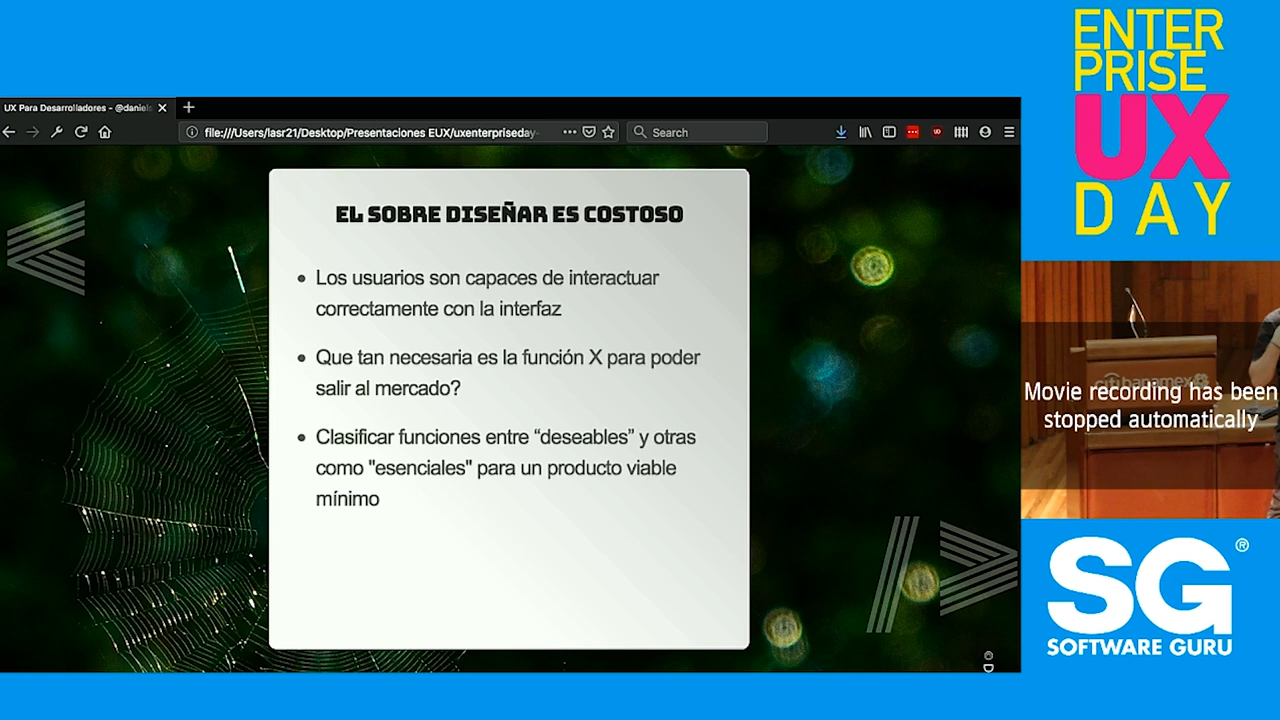 UX Para Desarrolladores - @daniels
file:///Users/lasr21/Desktop/Presentaciones EUX/uxenterpriseday-
Search
EL SOBRE DISEÑAR ES COSTOSO
Los usuarios son capaces de interactuar
correctamente con la interfaz
Que tan necesaria es la función X para poder
salir al mercado?
Clasificar funciones entre “deseables” y otras
como "esenciales" para un producto viable
mínimo
© D
ENTER
PRISE
UX
DAY
citibanamex
Movie recording has been
stopped automatically
SG®
SOFTWARE GURU